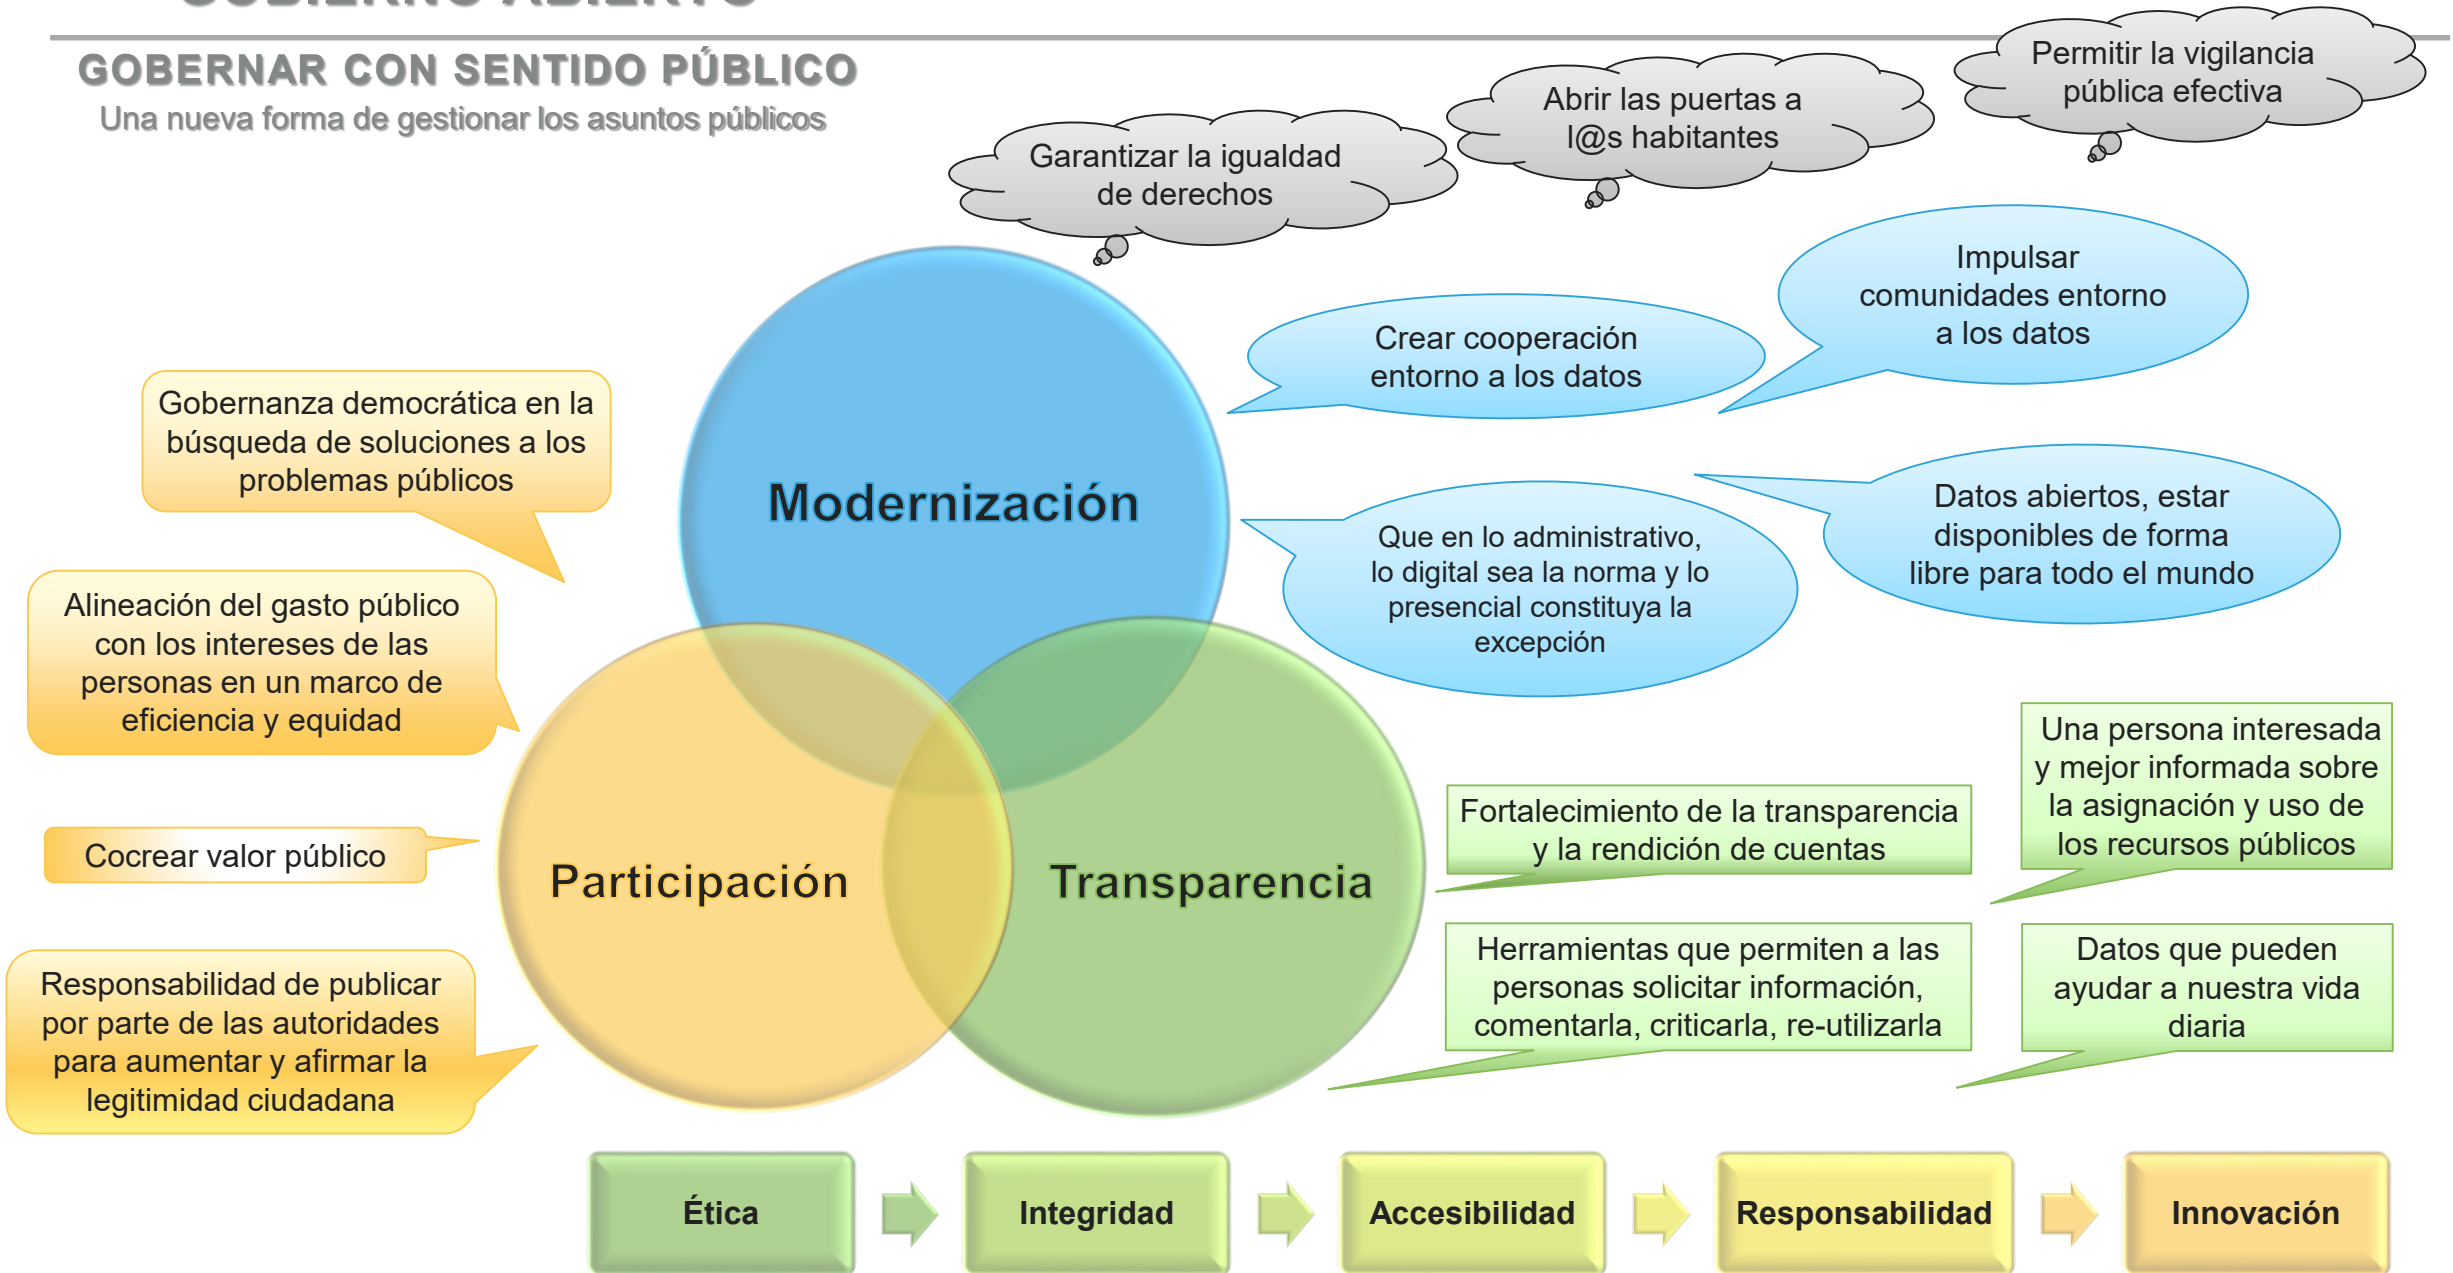 GOBIERNO ABIERTO
GOBERNAR CON SENTIDO PÚBLICO
Una nueva forma de gestionar los asuntos públicos
Permitir la vigilancia
pública efectiva
Abrir las puertas a
l@s habitantes
Garantizar la igualdad
de derechos
Impulsar
comunidades entorno
a los datos
Crear cooperación
entorno a los datos
Datos abiertos, estar
disponibles de forma
libre para todo el mundo
Que en lo administrativo,
lo digital sea la norma y lo
presencial constituya la
excepción
Gobernanza democrática en la
búsqueda de soluciones a los
problemas públicos
Alineación del gasto público
con los intereses de las
personas en un marco de
eficiencia y equidad
Cocrear valor público
Responsabilidad de publicar
por parte de las autoridades
para aumentar y afirmar la
legitimidad ciudadana
Modernización
Participación
Transparencia
Fortalecimiento de la transparencia
y la rendición de cuentas
Una persona interesada
y mejor informada sobre
la asignación y uso de
los recursos públicos
Herramientas que permiten a las
personas solicitar información,
comentarla, criticarla, re-utilizarla
Datos que pueden
ayudar a nuestra vida
diaria
Ética
Integridad
Accesibilidad
Responsabilidad
Innovación